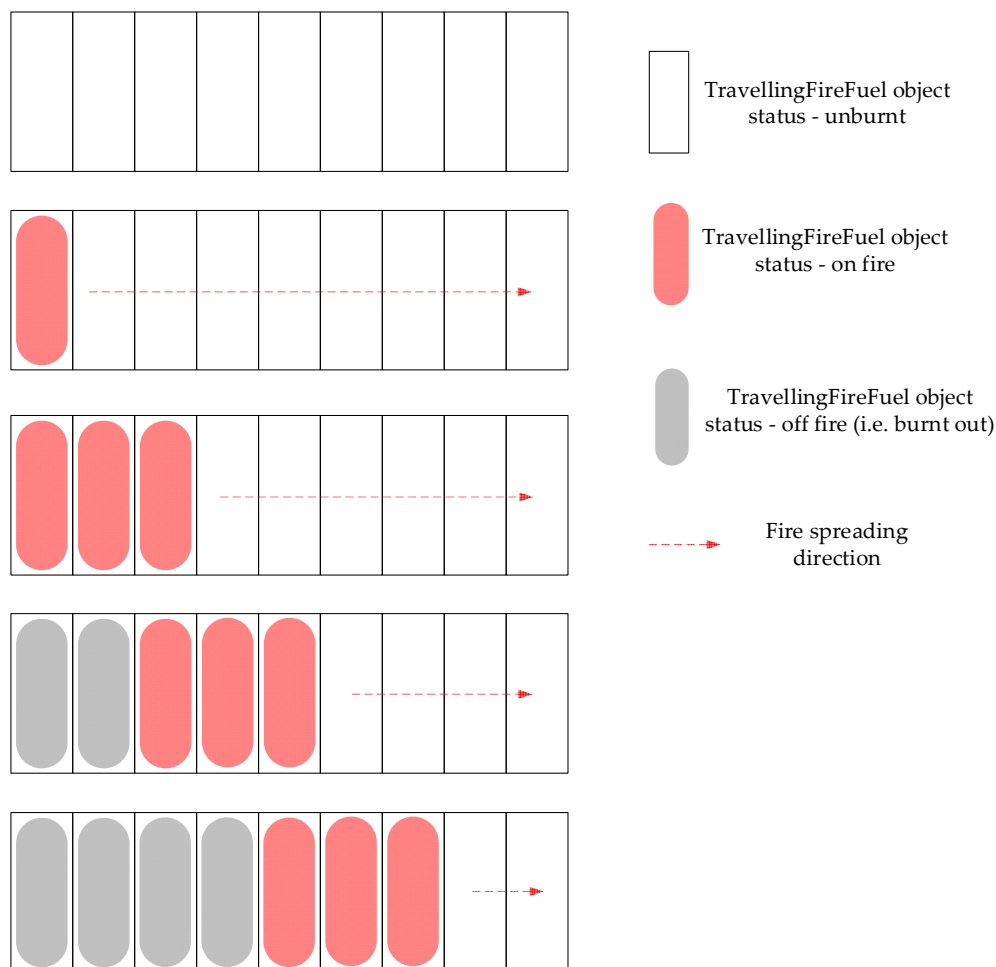 TravellingFireFuel object
status - unburnt
TravellingFireFuel object
status - on fire
TravellingFireFuel object
status - off fire (i.e. burnt out)
Fire spreading
direction